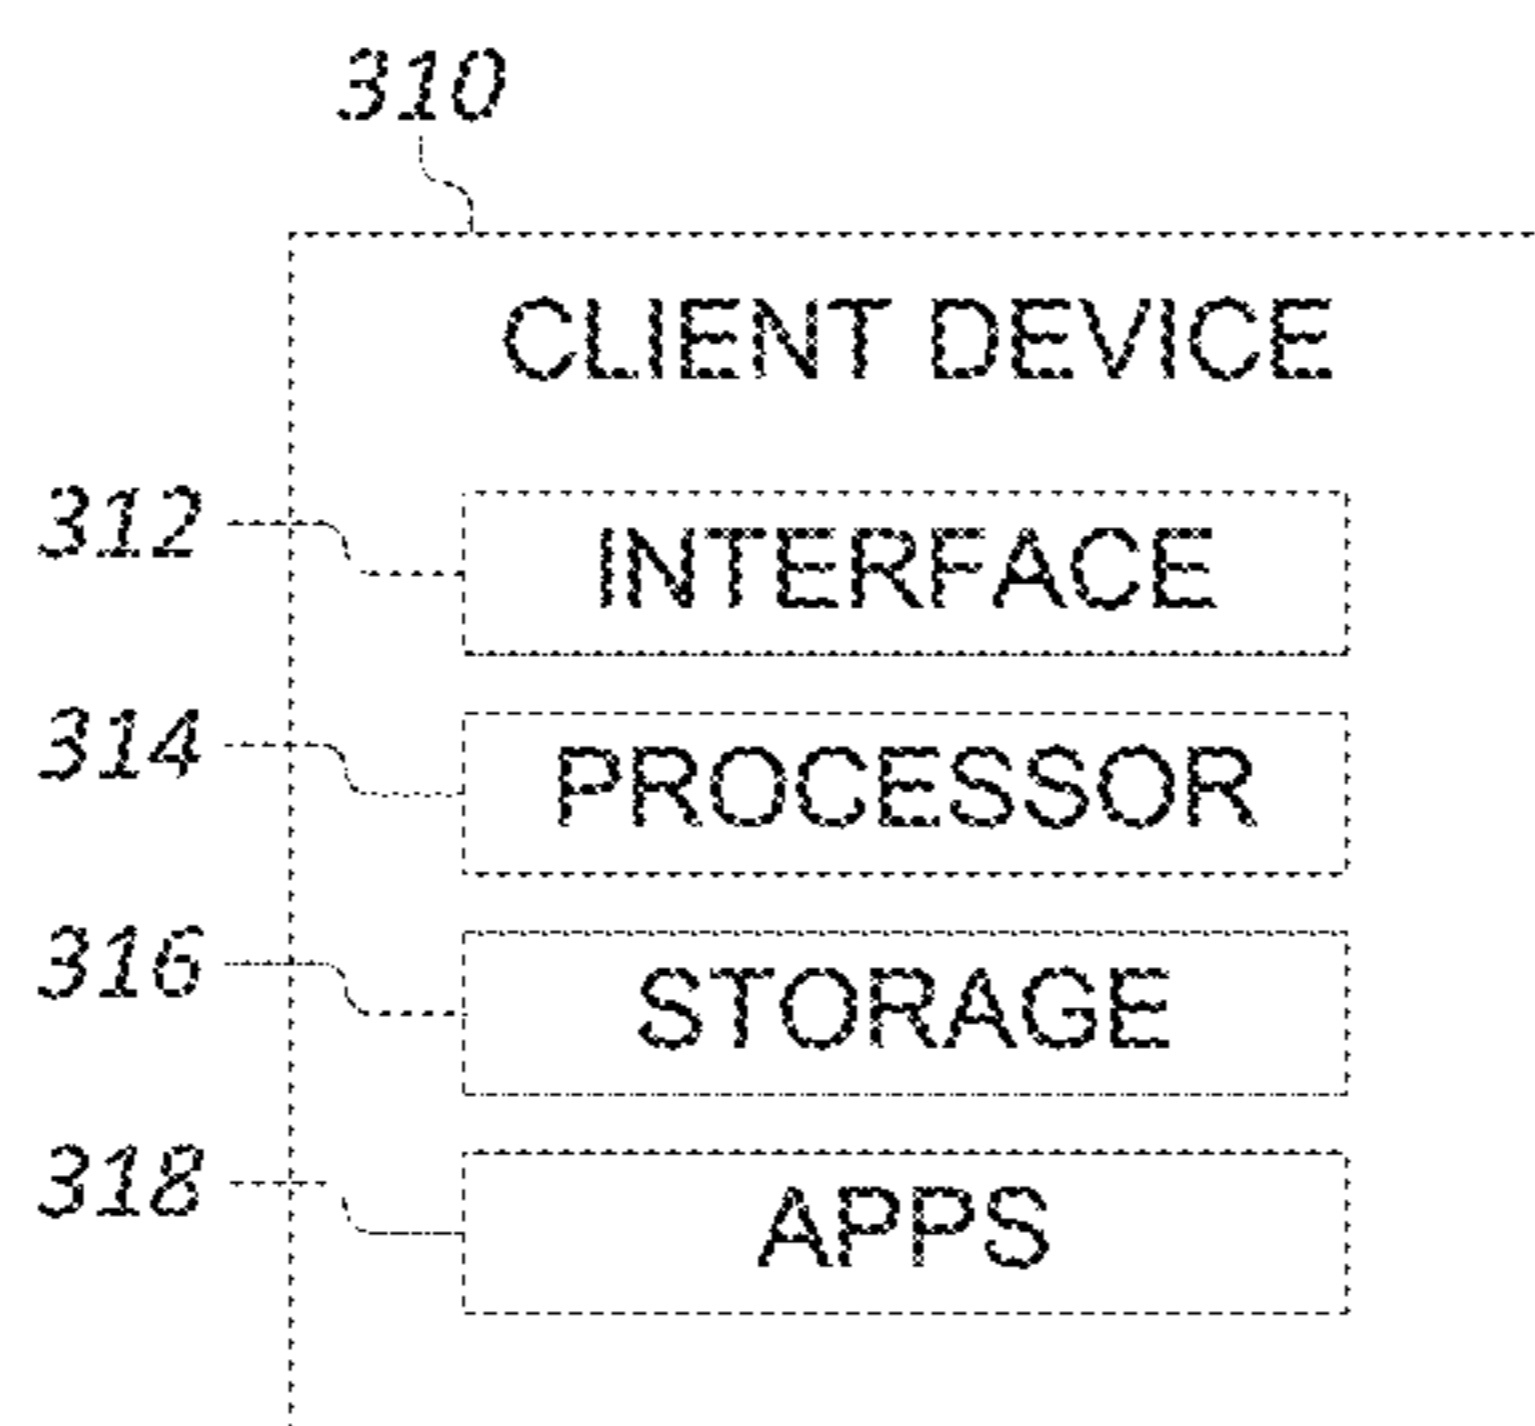 310
CLIENT DEVICE
312 INTERFACE
314 PROCESSOR
316 STORAGE
318 APPS